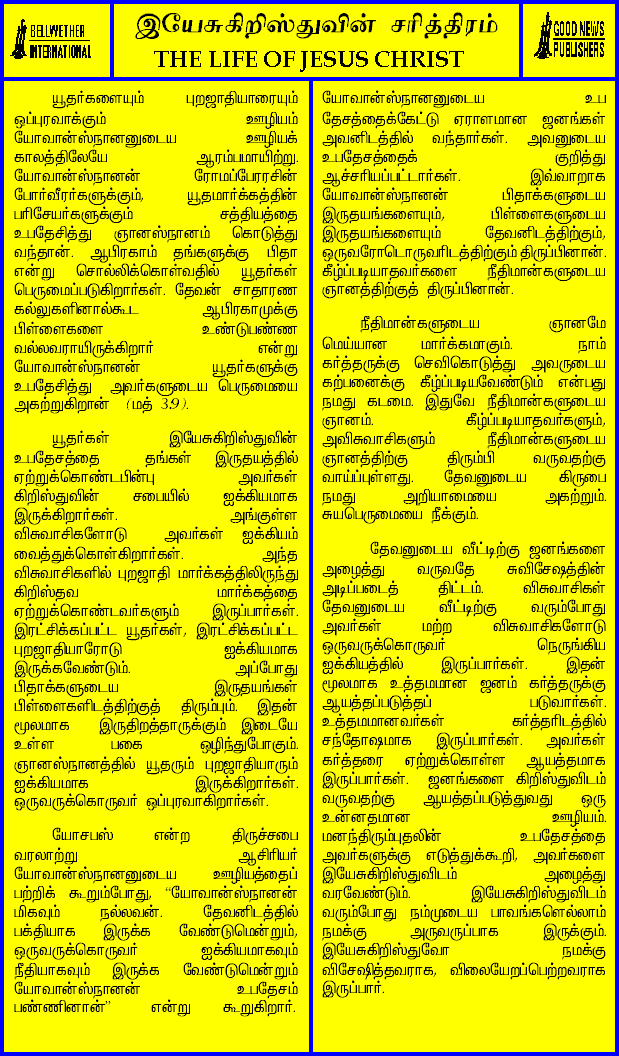 BELLWETHER
INTERNATIONAL
இயேசுகிறிஸ்துவின் சரித்திரம்
THE LIFE OF JESUS CHRIST
GOOD NEWS
PUBLISHERS
யூதர்களையும் புறஜாதியாரையும்
ஒப்புரவாக்கும் ஊழியம்
யோவான்ஸ்நானனுடைய ஊழியக்
காலத்திலேயே ஆரம்பமாயிற்று.
யோவான்ஸ்நானன் ரோமப்பேரரசின்
போர்வீரர்களுக்கும், யூதமார்க்கத்தின்
பரிசேயர்களுக்கும் சத்தியத்தை
உபதேசித்து ஞானஸ்நானம் கொடுத்து
வந்தான். ஆபிரகாம் தங்களுக்கு பிதா
என்று சொல்லிக்கொள்வதில் யூதர்கள்
பெருமைப்படுகிறார்கள். தேவன் சாதாரண
கல்லுகளினால்கூட ஆபிரகாமுக்கு
பிள்ளைகளை உண்டுபண்ண
வல்லவராயிருக்கிறார் என்று
யோவான்ஸ்நானன் யூதர்களுக்கு
உபதேசித்து அவர்களுடைய பெருமையை
அகற்றுகிறான் (மத் 3:9).
யூதர்கள் இயேசுகிறிஸ்துவின்
உபதேசத்தை தங்கள் இருதயத்தில்
ஏற்றுக்கொண்டபின்பு அவர்கள்
கிறிஸ்துவின் சபையில் ஐக்கியமாக
இருக்கிறார்கள். அங்குள்ள
விசுவாசிகளோடு அவர்கள் ஐக்கியம்
வைத்துக்கொள்கிறார்கள். அந்த
விசுவாசிகளில் புறஜாதி மார்க்கத்திலிருந்து
கிறிஸ்தவ மார்க்கத்தை
ஏற்றுக்கொண்டவர்களும் இருப்பார்கள்.
இரட்சிக்கப்பட்ட யூதர்கள், இரட்சிக்கப்பட்ட
புறஜாதியாரோடு ஐக்கியமாக
இருக்கவேண்டும். அப்போது
பிதாக்களுடைய இருதயங்கள்
பிள்ளைகளிடத்திற்குத் திரும்பும். இதன்
மூலமாக இருதிறத்தாருக்கும் இடையே
உள்ள பகை ஒழிந்துபோகும்.
ஞானஸ்நானத்தில் யூதரும் புறஜாதியாரும்
ஐக்கியமாக இருக்கிறார்கள்.
ஒருவருக்கொருவர் ஒப்புரவாகிறார்கள்.
யோசபஸ் என்ற திருச்சபை
வரலாற்று ஆசிரியர்
யோவான்ஸ்நானனுடைய ஊழியத்தைப்
பற்றிக் கூறும்போது, “யோவான்ஸ்நானன்
மிகவும் நல்லவன். தேவனிடத்தில்
பக்தியாக இருக்க வேண்டுமென்றும்,
ஒருவருக்கொருவர் ஐக்கியமாகவும்
நீதியாகவும் இருக்க வேண்டுமென்றும்
யோவான்ஸ்நானன் உபதேசம்
பண்ணினான்” என்று கூறுகிறார்.
யோவான்ஸ்நானனுடைய உப
தேசத்தைக்கேட்டு ஏராளமான ஜனங்கள்
அவனிடத்தில் வந்தார்கள். அவனுடைய
உபதேசத்தைக் குறித்து
ஆச்சரியப்பட்டார்கள். இவ்வாறாக
யோவான்ஸ்நானன் பிதாக்களுடைய
இருதயங்களையும், பிள்ளைகளுடைய
இருதயங்களையும் தேவனிடத்திற்கும்,
ஒருவரோடொருவரிடத்திற்கும் திருப்பினான்.
கீழ்ப்படியாதவர்களை நீதிமான்களுடைய
ஞானத்திற்குத் திருப்பினான்.
நீதிமான்களுடைய ஞானமே
மெய்யான மார்க்கமாகும். நாம்
கர்த்தருக்கு செவிகொடுத்து அவருடைய
கற்பனைக்கு கீழ்ப்படியவேண்டும் என்பது
நமது கடமை. இதுவே நீதிமான்களுடைய
ஞானம். கீழ்ப்படியாதவர்களும்,
அவிசுவாசிகளும் நீதிமான்களுடைய
ஞானத்திற்கு திரும்பி வருவதற்கு
வாய்ப்புள்ளது. தேவனுடைய கிருபை
நமது அறியாமையை அகற்றும்.
சுயபெருமையை நீக்கும்.
தேவனுடைய வீட்டிற்கு ஜனங்களை
அழைத்து வருவதே சுவிசேஷத்தின்
அடிப்படைத் திட்டம். விசுவாசிகள்
தேவனுடைய வீட்டிற்கு வரும்போது
அவர்கள் மற்ற விசுவாசிகளோடு
ஒருவருக்கொருவர் நெருங்கிய
ஐக்கியத்தில் இருப்பார்கள். இதன்
மூலமாக உத்தமமான ஜனம் கர்த்தருக்கு
ஆயத்தப்படுத்தப் படுவார்கள்.
உத்தமமானவர்கள் கர்த்தரிடத்தில்
சந்தோஷமாக இருப்பார்கள். அவர்கள்
கர்த்தரை ஏற்றுக்கொள்ள ஆயத்தமாக
இருப்பார்கள். ஜனங்களை கிறிஸ்துவிடம்
வருவதற்கு ஆயத்தப்படுத்துவது ஒரு
உன்னதமான ஊழியம்.
மனந்திரும்புதலின் உபதேசத்தை
அவர்களுக்கு எடுத்துக்கூறி, அவர்களை
இயேசுகிறிஸ்துவிடம் அழைத்து
வரவேண்டும். இயேசுகிறிஸ்துவிடம்
வரும்போது நம்முடைய பாவங்களெல்லாம்
நமக்கு அருவருப்பாக இருக்கும்.
இயேசுகிறிஸ்துவோ நமக்கு
விசேஷித்தவராக, விலையேறப்பெற்றவராக
இருப்பார்.